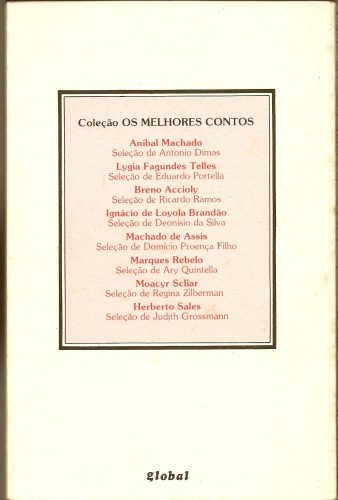 Coleção OS MELHORES CONTOS
Aníbal Machado
Seleção de Antonio Dimas
Lygia Fagundes Telles
Seleção de Eduardo Portella
Breno Accioly
Seleção de Ricardo Ramos
Ignácio de Loyola Brandão
Seleção de Deonísio da Silva
Machado de Assis
Seleção de Domício Proença Filho
Marques Rebelo
Seleção de Ary Quintella
Moacyr Scliar
Seleção de Regina Zilberman
Herberto Sales
Seleção de Judith Grossmann
global